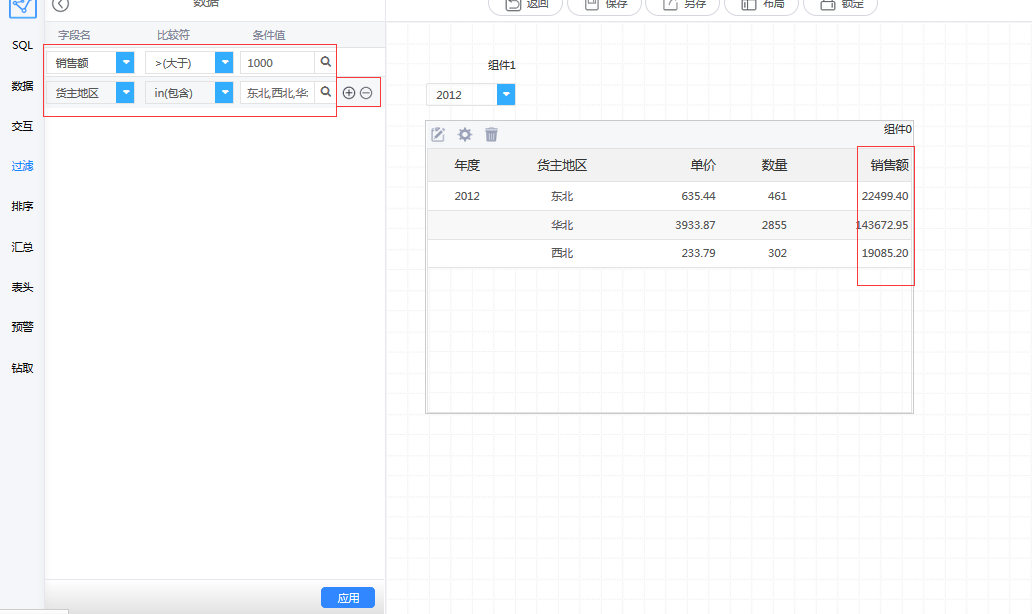 数据
返回 保存 另存 布局 锁定
SQL
数据
交互
过滤
排序
汇总
表头
预警
钻取
字段名 比较符 条件值
销售额 >(大于) 1000
货主地区 in(包含) 东北,西北,华
组件1
2012
组件0
年度 货主地区 单价 数量 销售额
2012 东北 635.44 461 22499.40
华北 3933.87 2855 143672.95
西北 233.79 302 19085.20
应用